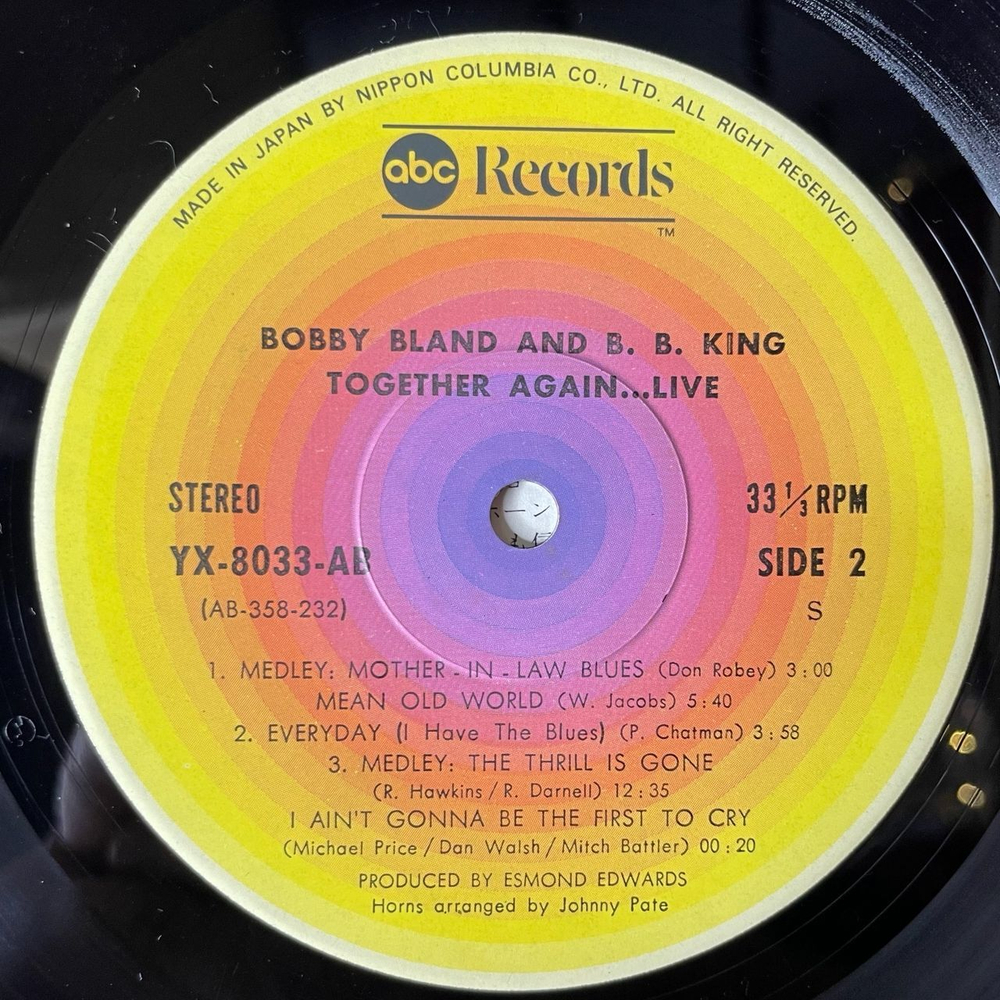 MADE IN JAPAN BY NIPPON COLUMBIA CO., LTD. ALL RIGHT RESERVED.
abc Records
TM
BOBBY BLAND AND B. B. KING
TOGETHER AGAIN...LIVE
STEREO
33 1/3 RPM
YX-8033-AB
SIDE 2
(AB-358-232)
S
1. MEDLEY: MOTHER - IN - LAW BLUES (Don Robey) 3:00
MEAN OLD WORLD (W. Jacobs) 5:40
2. EVERYDAY (I Have The Blues) (P. Chatman) 3:58
3. MEDLEY: THE THRILL IS GONE
(R. Hawkins / R. Darnell) 12:35
I AIN'T GONNA BE THE FIRST TO CRY
(Michael Price / Dan Walsh / Mitch Battler) 00:20
PRODUCED BY ESMOND EDWARDS
Horns arranged by Johnny Pate